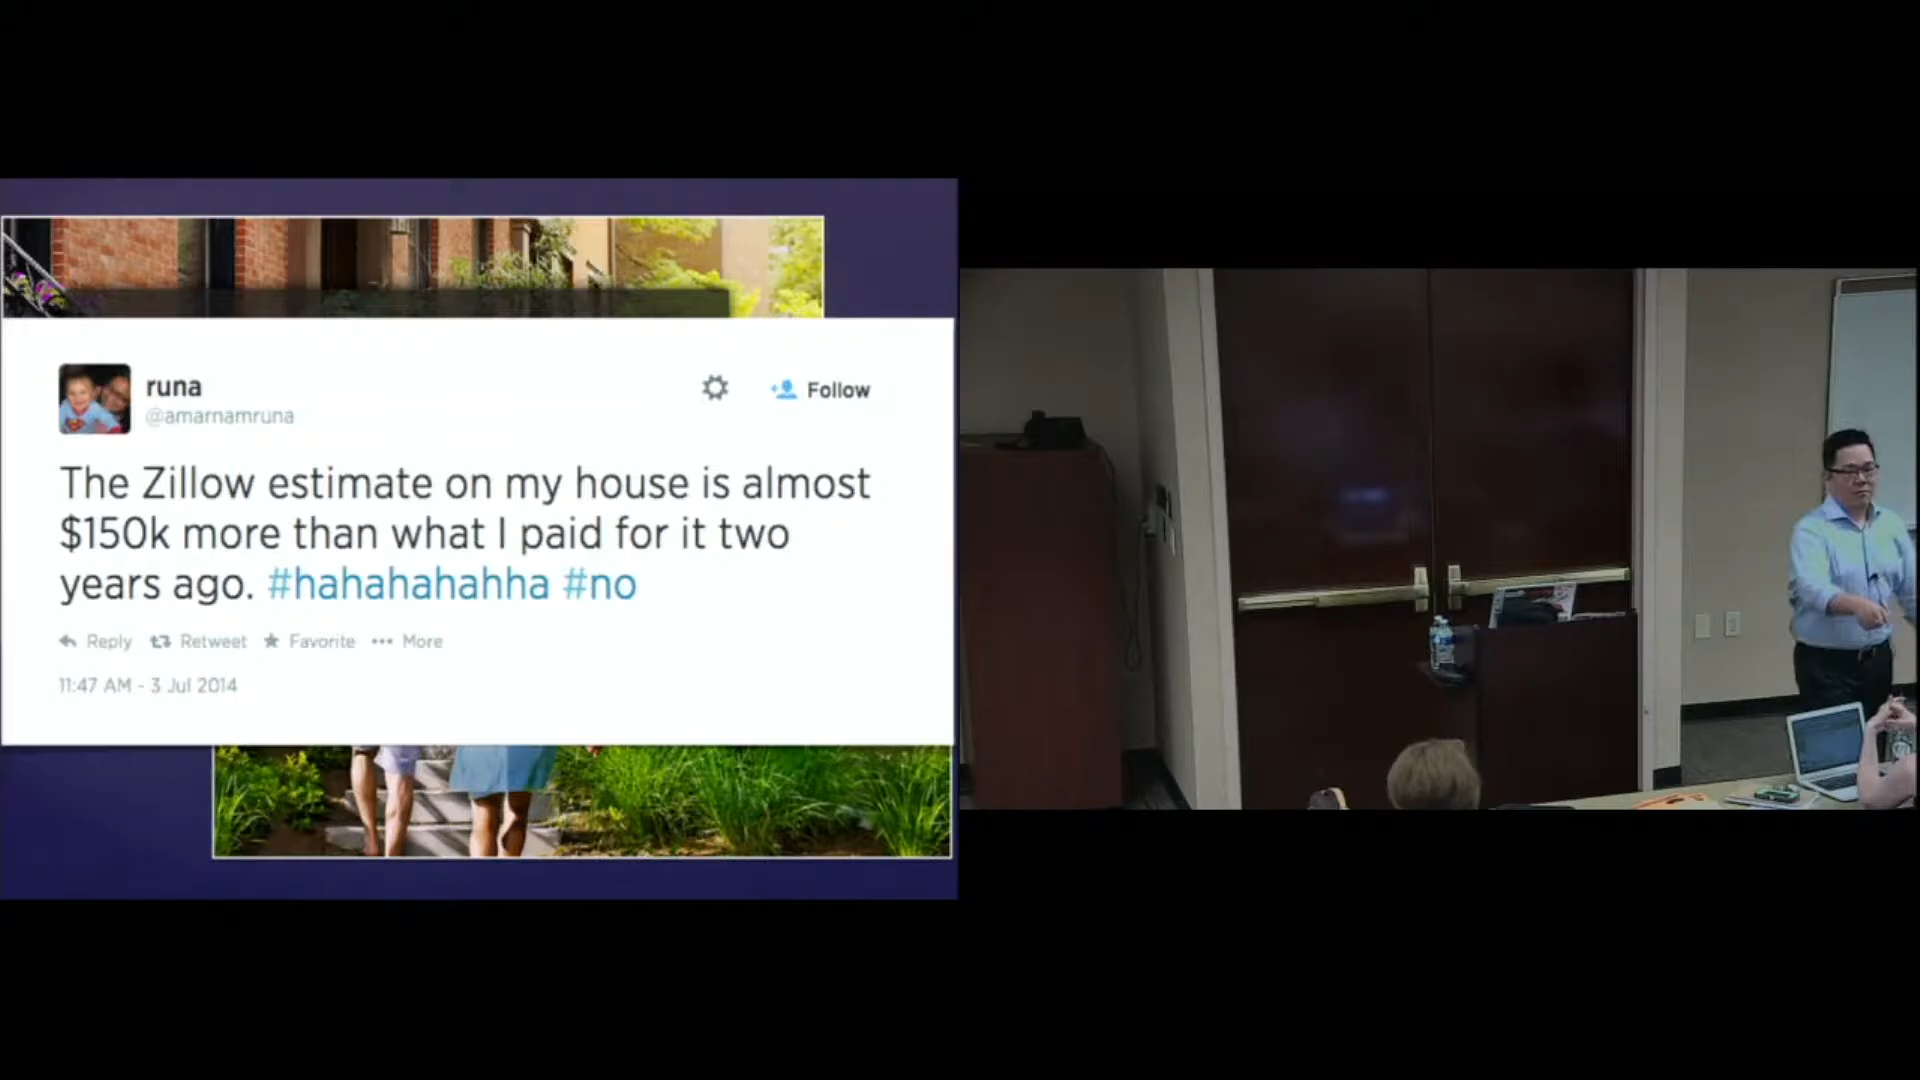 runa
@amarnamruna
Follow
The Zillow estimate on my house is almost
$150k more than what I paid for it two
years ago. #hahahahahha #no
Reply Retweet Favorite More
11:47 AM - 3 Jul 2014